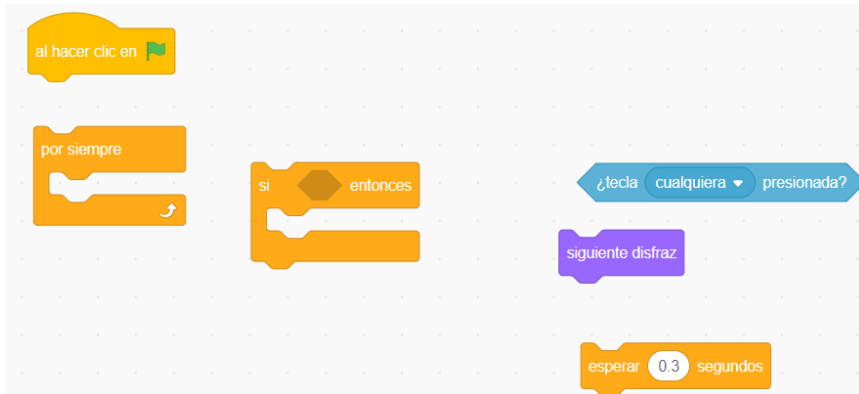 al hacer clic en
por siempre
si entonces
¿tecla cualquiera presionada?
siguiente disfraz
esperar 0.3 segundos